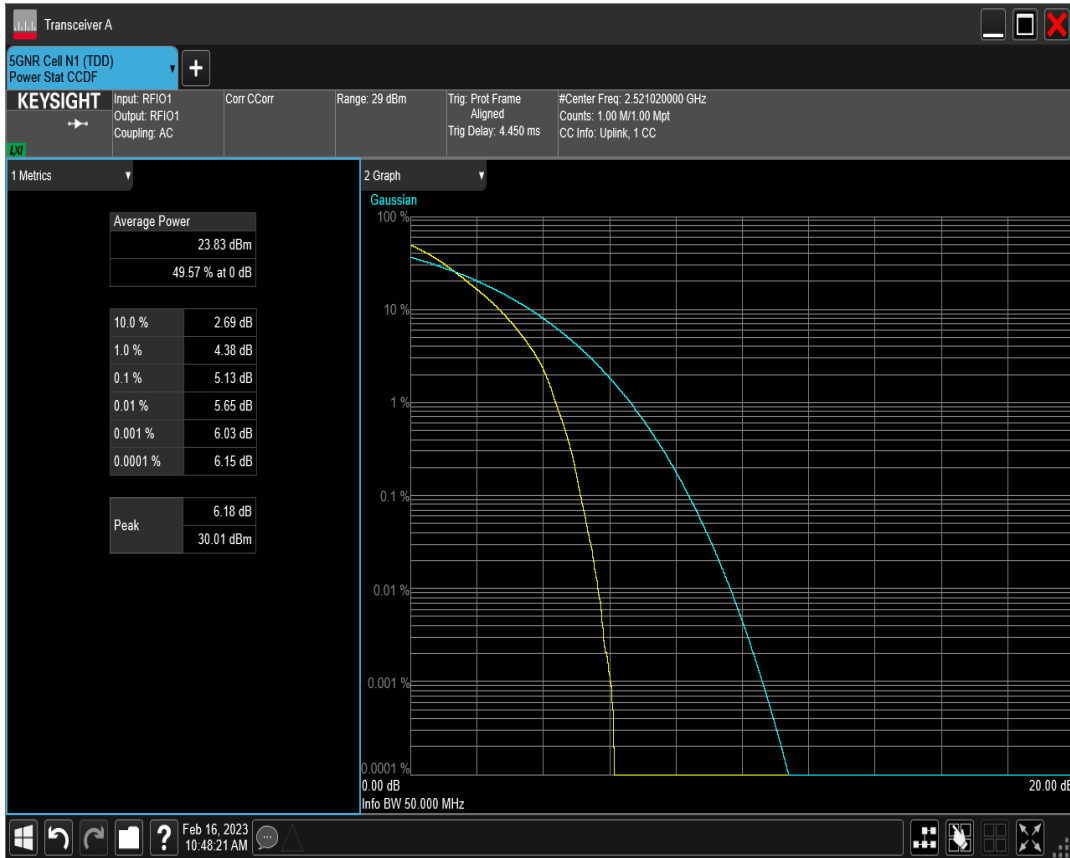 Transceiver A
5GNR Cell N1 (TDD)
Power Stat CCDF
+
KEYSIGHT
LXI
Input: RFIO1
Output: RFIO1
Coupling: AC
Corr CCorr
Range: 29 dBm
Trig: Prot Frame
Aligned
Trig Delay: 4.450 ms
#Center Freq: 2.521020000 GHz
Counts: 1.00 M/1.00 Mpt
CC Info: Uplink, 1 CC
1 Metrics
Average Power
23.83 dBm
49.57 % at 0 dB
10.0 % 2.69 dB
1.0 % 4.38 dB
0.1 % 5.13 dB
0.01 % 5.65 dB
0.001 % 6.03 dB
0.0001 % 6.15 dB
Peak
6.18 dB
30.01 dBm
2 Graph
Gaussian
100 %
10 %
1 %
0.1 %
0.01 %
0.001 %
0.0001 %
0.00 dB
20.00 dB
Info BW 50.000 MHz
?
Feb 16, 2023
10:48:21 AM